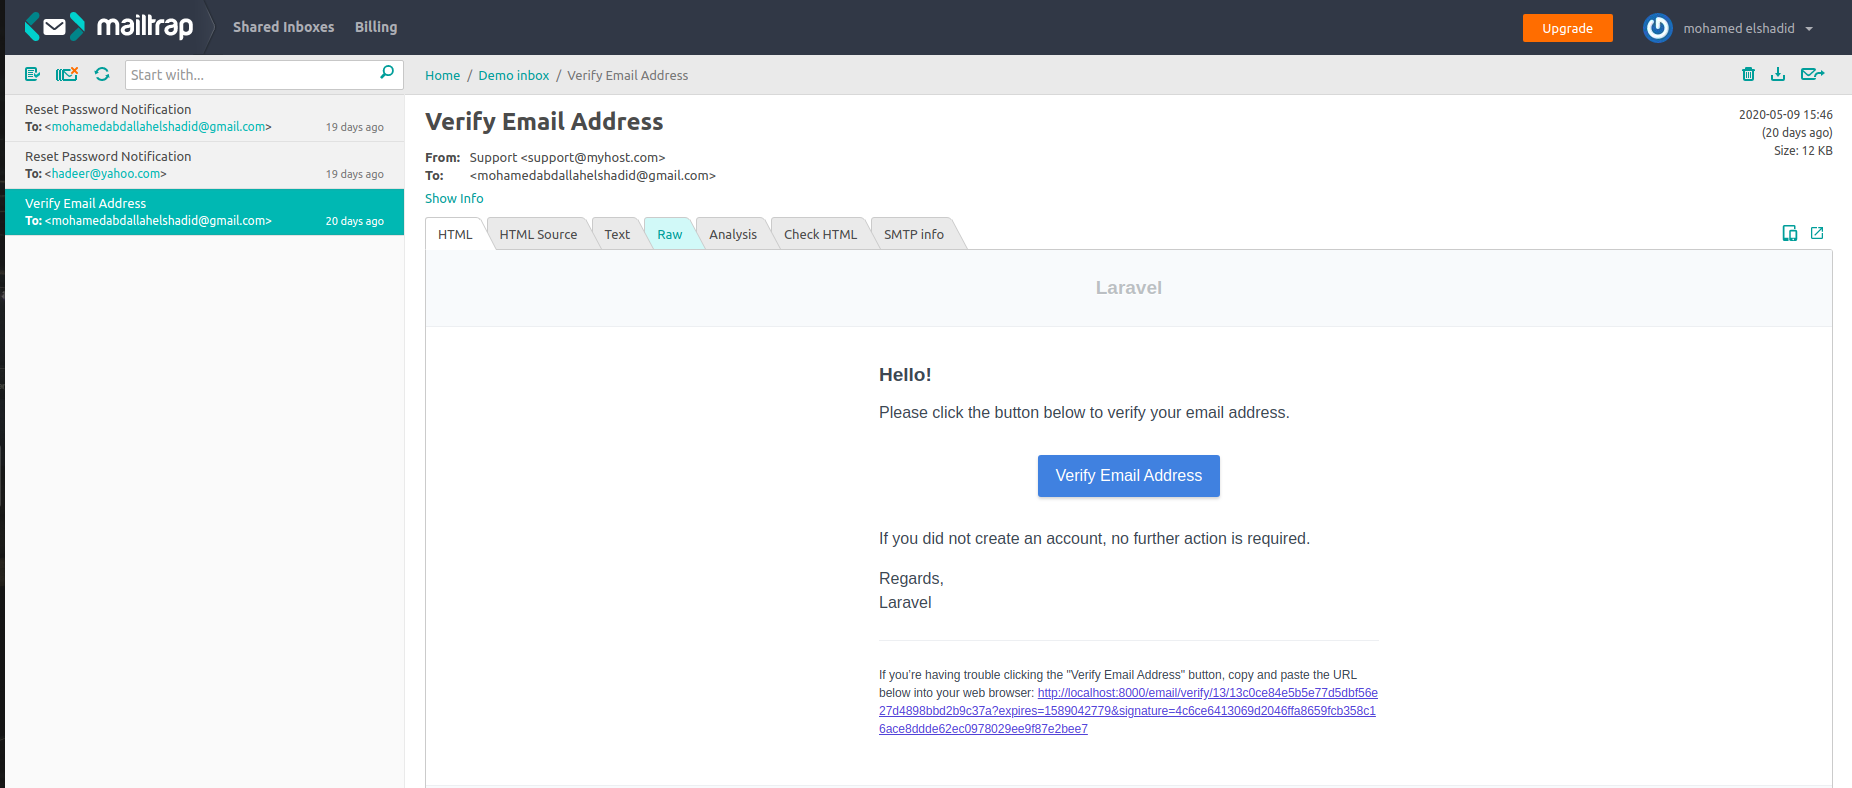 mailtrap
Shared Inboxes
Billing
Upgrade
mohamed elshadid
Start with...
Home / Demo inbox / Verify Email Address
Reset Password Notification
To: <mohamedabdallahelshadid@gmail.com>
19 days ago
Reset Password Notification
To: <hadeer@yahoo.com>
19 days ago
Verify Email Address
To: <mohamedabdallahelshadid@gmail.com>
20 days ago
Verify Email Address
2020-05-09 15:46
(20 days ago)
Size: 12 KB
From: Support <support@myhost.com>
To: <mohamedabdallahelshadid@gmail.com>
Show Info
HTML
HTML Source
Text
Raw
Analysis
Check HTML
SMTP info
Laravel
Hello!
Please click the button below to verify your email address.
Verify Email Address
If you did not create an account, no further action is required.
Regards,
Laravel
If you’re having trouble clicking the "Verify Email Address" button, copy and paste the URL
below into your web browser: http://localhost:8000/email/verify/13/13c0ce84e5b5e77d5dbf56e
27d4898bbd2b9c37a?expires=1589042779&signature=4c6ce6413069d2046ffa8659fcb358c1
6ace8ddde62ec0978029ee9f87e2bee7